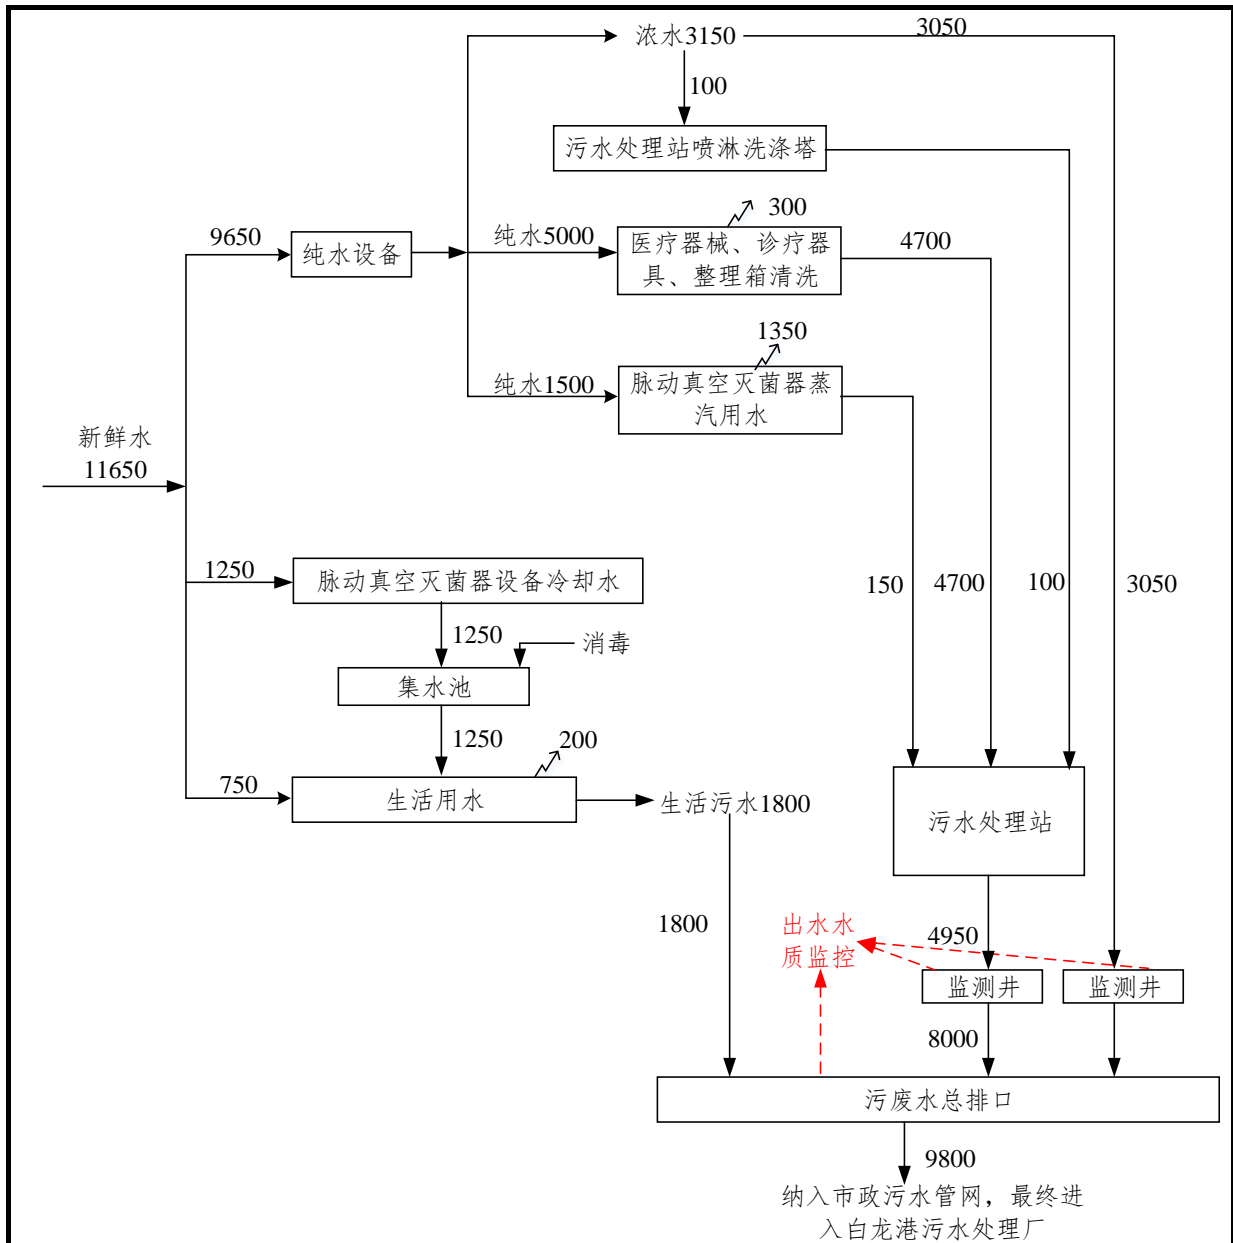 浓水3150
3050
100
污水处理站喷淋洗涤塔
300
9650
纯水设备
纯水5000
医疗器械、诊疗器
具、整理箱清洗
4700
1350
纯水1500
脉动真空灭菌器蒸
汽用水
新鲜水
11650
1250
脉动真空灭菌器设备冷却水
150
4700
100
3050
1250
消毒
集水池
1250
200
750
生活用水
生活污水1800
污水处理站
1800
出水水
质监控
4950
监测井
监测井
8000
污废水总排口
9800
纳入市政污水管网，最终进
入白龙港污水处理厂